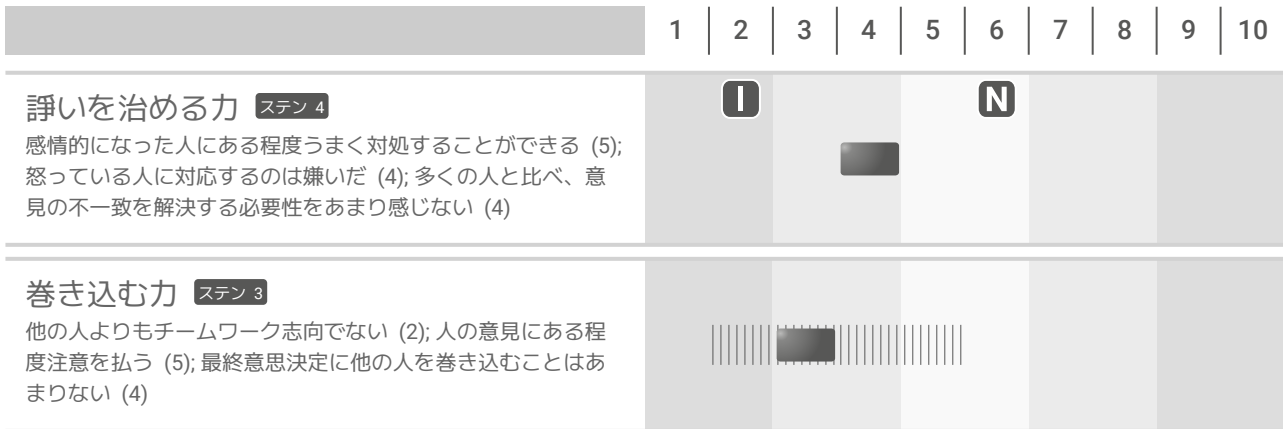 1 2 3 4 5 6 7 8 9 10
諍いを治める力 ステン 4
I N
感情的になった人にある程度うまく対処することができる (5);
怒っている人に対応するのは嫌いだ (4); 多くの人と比べ、意
見の不一致を解決する必要性をあまり感じない (4)
巻き込む力 ステン 3
他の人よりもチームワーク志向でない (2); 人の意見にある程
度注意を払う (5); 最終意思決定に他の人を巻き込むことはあ
まりない (4)